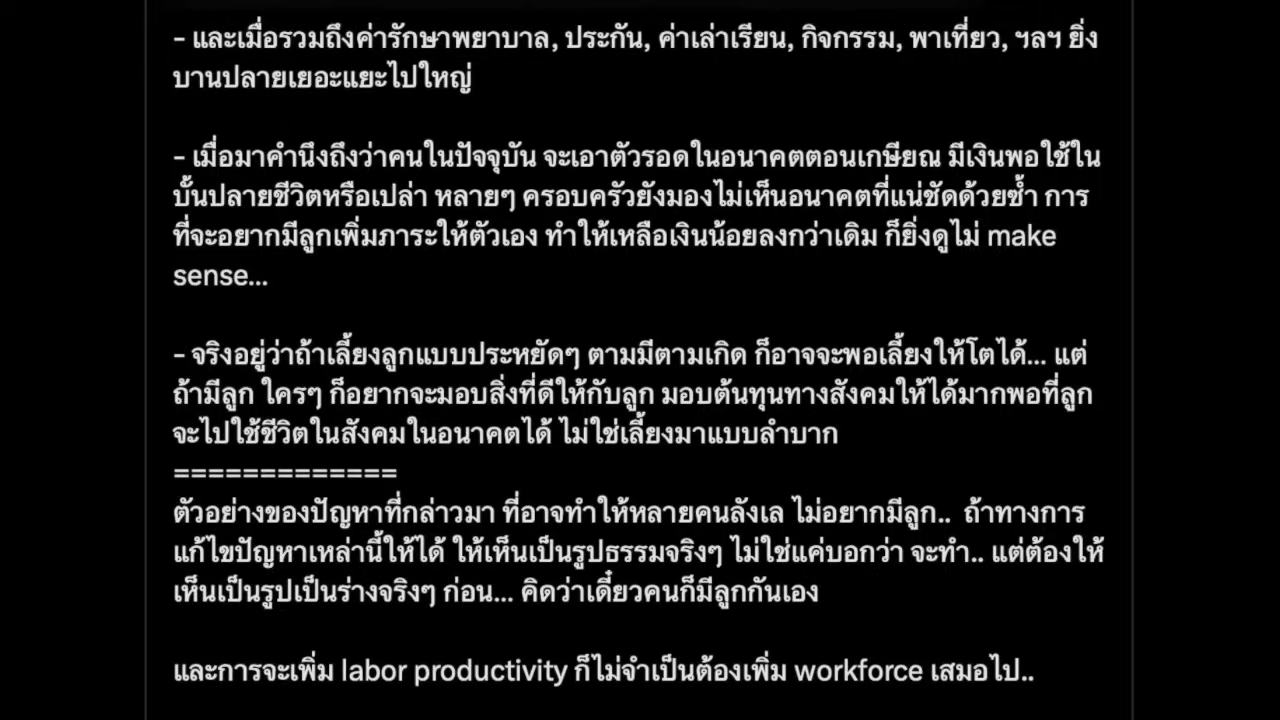 - และเมื่อรวมถึงค่ารักษาพยาบาล, ประกัน, ค่าเล่าเรียน, กิจกรรม, พาเที่ยว, ฯลฯ ยิ่ง
บานปลายเยอะแยะไปใหญ่
- เมื่อมาคำนึงถึงว่าคนในปัจจุบัน จะเอาตัวรอดในอนาคตตอนเกษียณ มีเงินพอใช้ใน
บั้นปลายชีวิตหรือเปล่า หลายๆ ครอบครัวยังมองไม่เห็นอนาคตที่แน่ชัดด้วยซ้ำ การ
ที่จะอยากมีลูกเพิ่มภาระให้ตัวเอง ทำให้เหลือเงินน้อยลงกว่าเดิม ก็ยิ่งดูไม่ make
sense...
- จริงอยู่ว่าถ้าเลี้ยงลูกแบบประหยัดๆ ตามมีตามเกิด ก็อาจจะพอเลี้ยงให้โตได้... แต่
ถ้ามีลูก ใครๆ ก็อยากจะมอบสิ่งที่ดีให้กับลูก มอบต้นทุนทางสังคมให้ได้มากพอที่ลูก
จะไปใช้ชีวิตในสังคมในอนาคตได้ ไม่ใช่เลี้ยงมาแบบลำบาก
=============
ตัวอย่างของปัญหาที่กล่าวมา ที่อาจทำให้หลายคนลังเล ไม่อยากมีลูก.. ถ้าทางการ
แก้ไขปัญหาเหล่านี้ให้ได้ ให้เห็นเป็นรูปธรรมจริงๆ ไม่ใช่แค่บอกว่า จะทำ.. แต่ต้องให้
เห็นเป็นรูปเป็นร่างจริงๆ ก่อน... คิดว่าเดี๋ยวคนก็มีลูกกันเอง
และการจะเพิ่ม labor productivity ก็ไม่จำเป็นต้องเพิ่ม workforce เสมอไป..